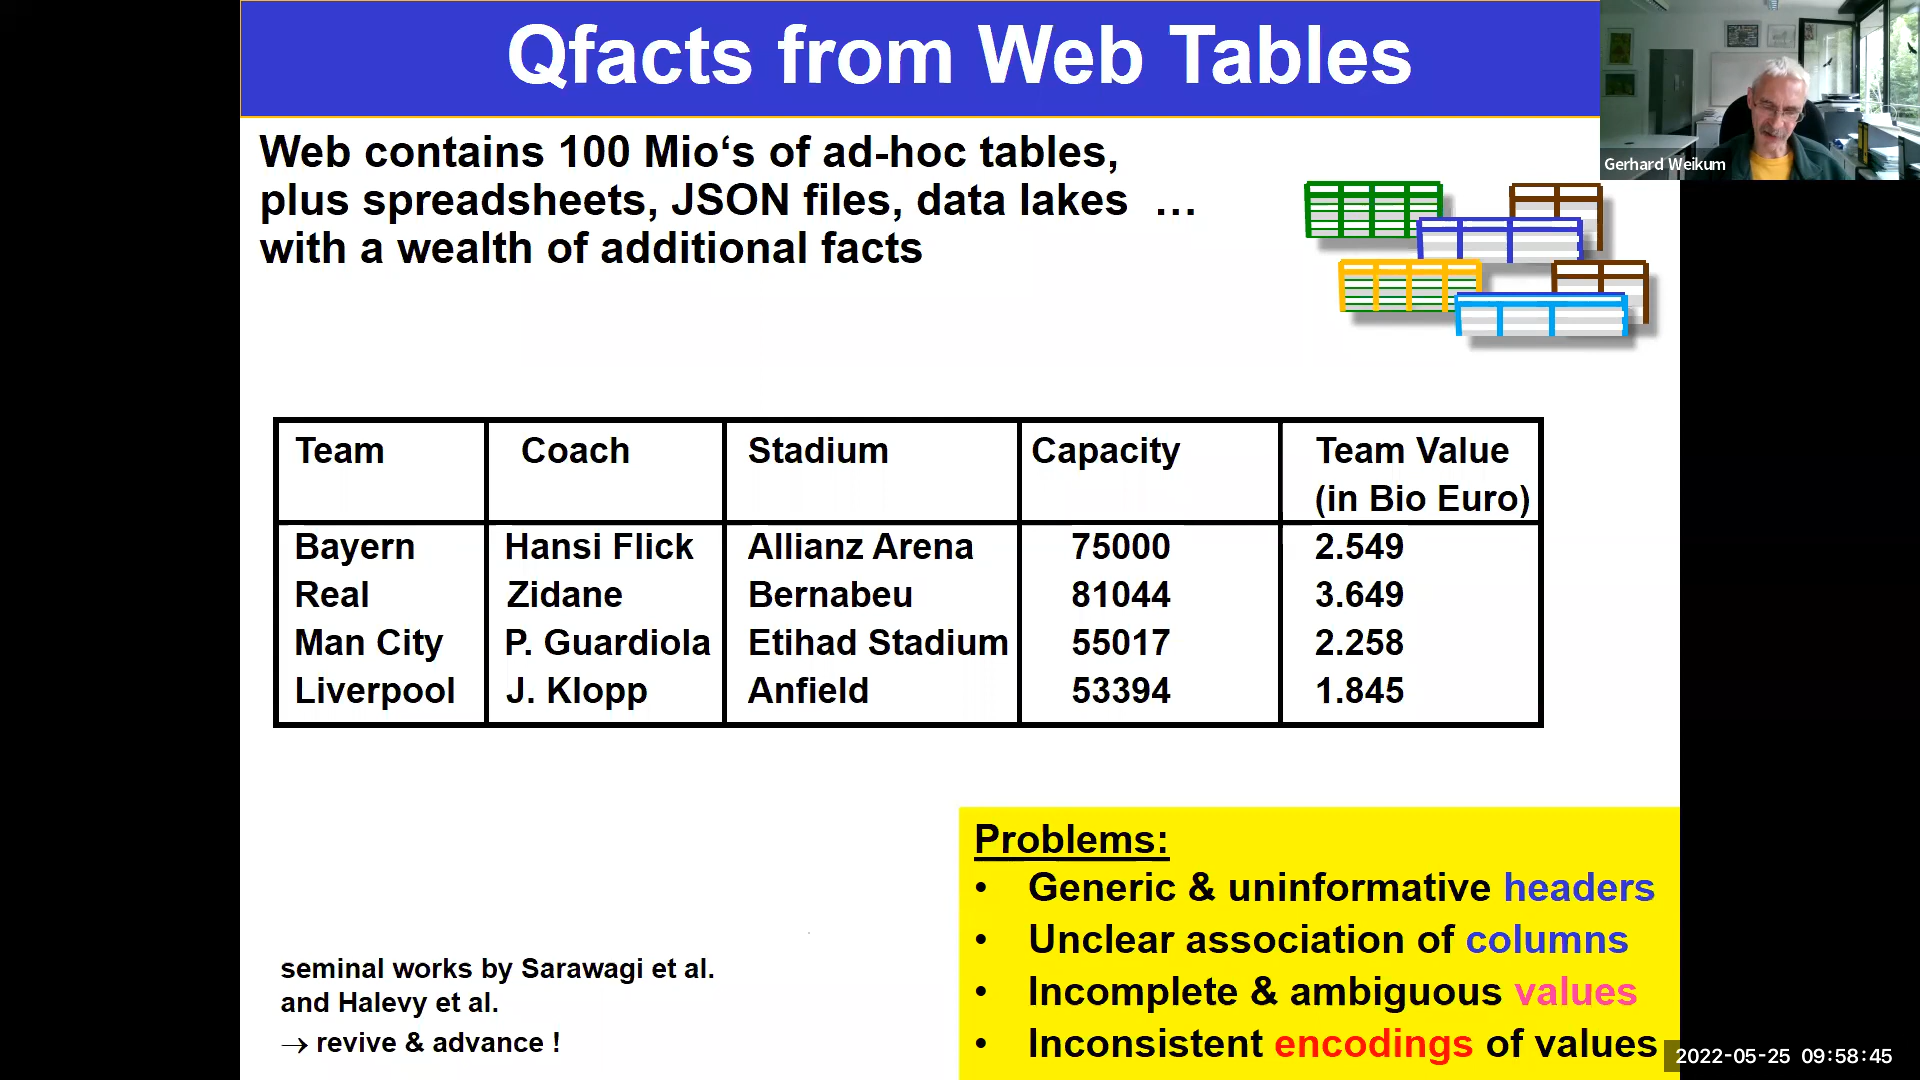 Qfacts from Web Tables
Gerhard Weikum
Web contains 100 Mio‘s of ad-hoc tables,
plus spreadsheets, JSON files, data lakes …
with a wealth of additional facts
Team Coach Stadium Capacity Team Value
(in Bio Euro)
Bayern Hansi Flick Allianz Arena 75000 2.549
Real Zidane Bernabeu 81044 3.649
Man City P. Guardiola Etihad Stadium 55017 2.258
Liverpool J. Klopp Anfield 53394 1.845
Problems:
• Generic & uninformative headers
• Unclear association of columns
• Incomplete & ambiguous values
• Inconsistent encodings of values
seminal works by Sarawagi et al.
and Halevy et al.
→ revive & advance !
2022-05-25 09:58:45